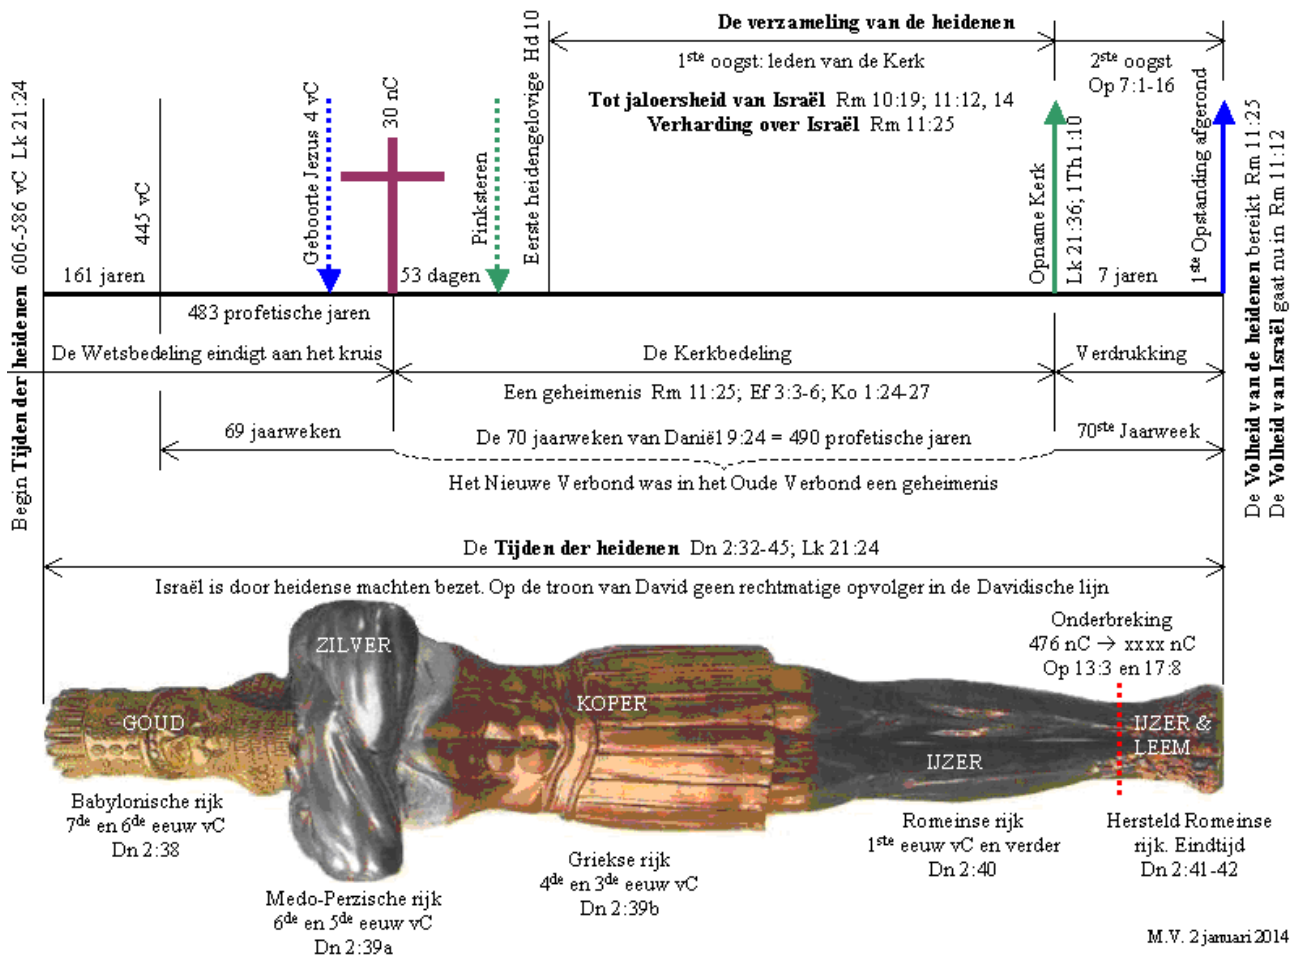 De verzameling van de heidenen
1ste oogst: leden van de Kerk
2ste oogst
Op 7:1-16
Tot jaloersheid van Israël Rm 10:19; 11:12, 14
Verharding over Israël Rm 11:25
Begin Tijden der heidenen 606-586 vC Lk 21:24
445 vC
Geboorte Jezus 4 vC
30 nC
Pinksteren
Eerste heidengelovige Hd 10
Opname Kerk
Lk 21:36; 1Th 1:10
1ste Opstanding afgerond
De Volheid van de heidenen bereikt Rm 11:25
De Volheid van Israël gaat nu in Rm 11:12
161 jaren
53 dagen
7 jaren
483 profetische jaren
De Wetsbedeling eindigt aan het kruis
De Kerkbedeling
Verdrukking
Een geheimenis Rm 11:25; Ef 3:3-6; Ko 1:24-27
69 jaarweken
De 70 jaarweken van Daniël 9:24 = 490 profetische jaren
70ste Jaarweek
Het Nieuwe Verbond was in het Oude Verbond een geheimenis
De Tijden der heidenen Dn 2:32-45; Lk 21:24
Israël is door heidense machten bezet. Op de troon van David geen rechtmatige opvolger in de Davidische lijn
Onderbreking
476 nC → xxxx nC
Op 13:3 en 17:8
GOUD
ZILVER
KOPER
IJZER
IJZER &
LEEM
Babylonische rijk
7de en 6de eeuw vC
Dn 2:38
Medo-Perzische rijk
6de en 5de eeuw vC
Dn 2:39a
Griekse rijk
4de en 3de eeuw vC
Dn 2:39b
Romeinse rijk
1ste eeuw vC en verder
Dn 2:40
Hersteld Romeinse
rijk. Eindtijd
Dn 2:41-42
M.V. 2 januari 2014